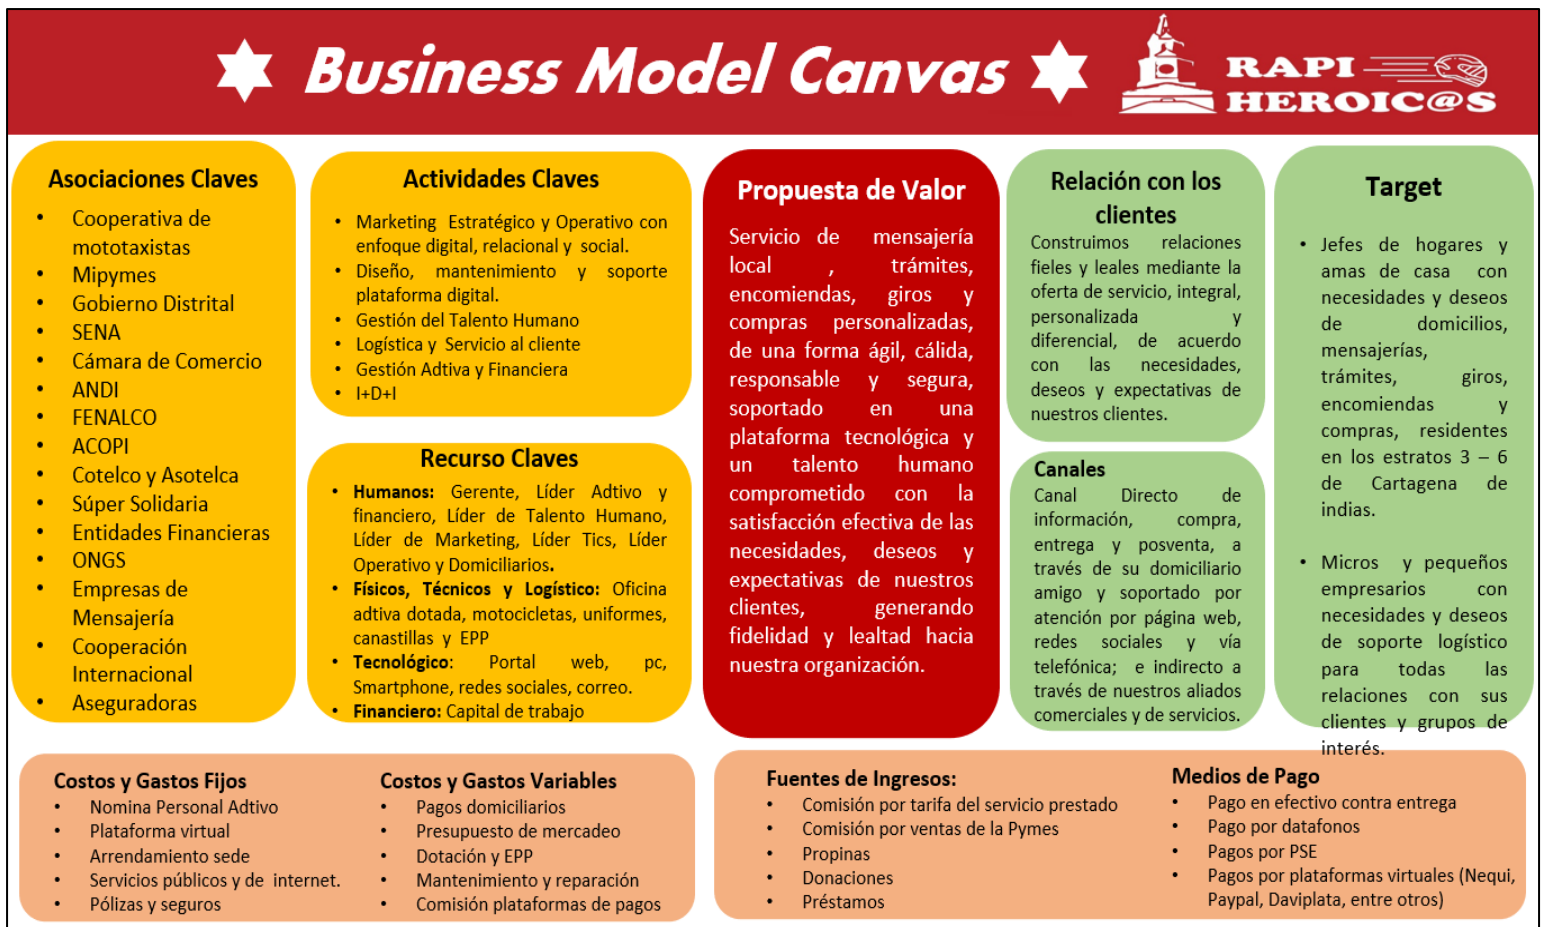 Business Model Canvas
RAPI
HEROIC@S
Asociaciones Claves
• Cooperativa de
mototaxistas
• Mipymes
• Gobierno Distrital
• SENA
• Cámara de Comercio
• ANDI
• FENALCO
• ACOPI
• Cotelco y Asotelca
• Súper Solidaria
• Entidades Financieras
• ONGS
• Empresas de
Mensajería
• Cooperación
Internacional
• Aseguradoras
Actividades Claves
• Marketing Estratégico y Operativo con
enfoque digital, relacional y social.
• Diseño, mantenimiento y soporte
plataforma digital.
• Gestión del Talento Humano
• Logística y Servicio al cliente
• Gestión Adtiva y Financiera
• I+D+I
Recurso Claves
• Humanos: Gerente, Líder Adtivo y
financiero, Líder de Talento Humano,
Líder de Marketing, Líder Tics, Líder
Operativo y Domiciliarios.
• Físicos, Técnicos y Logístico: Oficina
adtiva dotada, motocicletas, uniformes,
canastillas y EPP
• Tecnológico: Portal web, pc,
Smartphone, redes sociales, correo.
• Financiero: Capital de trabajo
Propuesta de Valor
Servicio de mensajería
local , trámites,
encomiendas, giros y
compras personalizadas,
de una forma ágil, cálida,
responsable y segura,
soportado en una
plataforma tecnológica y
un talento humano
comprometido con la
satisfacción efectiva de las
necesidades, deseos y
expectativas de nuestros
clientes, generando
fidelidad y lealtad hacia
nuestra organización.
Relación con los
clientes
Construimos relaciones
fieles y leales mediante la
oferta de servicio, integral,
personalizada y
diferencial, de acuerdo
con las necesidades,
deseos y expectativas de
nuestros clientes.
Canales
Canal Directo de
información, compra,
entrega y posventa, a
través de su domiciliario
amigo y soportado por
atención por página web,
redes sociales y vía
telefónica; e indirecto a
través de nuestros aliados
comerciales y de servicios.
Target
• Jefes de hogares y
amas de casa con
necesidades y deseos
de domicilios,
mensajerías,
trámites, giros,
encomiendas y
compras, residentes
en los estratos 3 – 6
de Cartagena de
indias.
• Micros y pequeños
empresarios con
necesidades y deseos
de soporte logístico
para todas las
relaciones con sus
clientes y grupos de
interés.
Costos y Gastos Fijos
• Nomina Personal Adtivo
• Plataforma virtual
• Arrendamiento sede
• Servicios públicos y de internet.
• Pólizas y seguros
Costos y Gastos Variables
• Pagos domiciliarios
• Presupuesto de mercadeo
• Dotación y EPP
• Mantenimiento y reparación
• Comisión plataformas de pagos
Fuentes de Ingresos:
• Comisión por tarifa del servicio prestado
• Comisión por ventas de la Pymes
• Propinas
• Donaciones
• Préstamos
Medios de Pago
• Pago en efectivo contra entrega
• Pago por datafonos
• Pagos por PSE
• Pagos por plataformas virtuales (Nequi,
Paypal, Daviplata, entre otros)